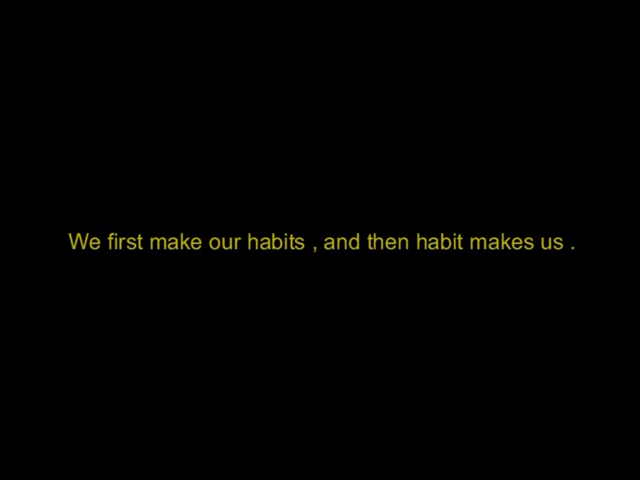 We first make our habits , and then habit makes us .